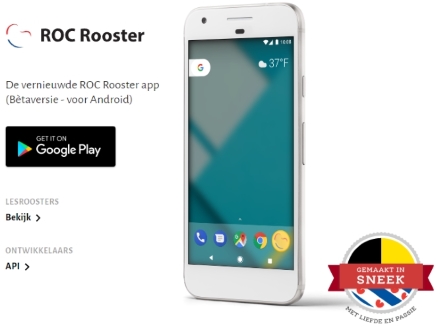 ROC Rooster
De vernieuwde ROC Rooster app
(Bètaversie - voor Android)
GET IT ON
Google Play
LESROOSTERS
Bekijk >
ONTWIKKELAARS
API >
37°F
G
GEMAAKT IN
SNEEK
MET LIEFDE EN PASSIE